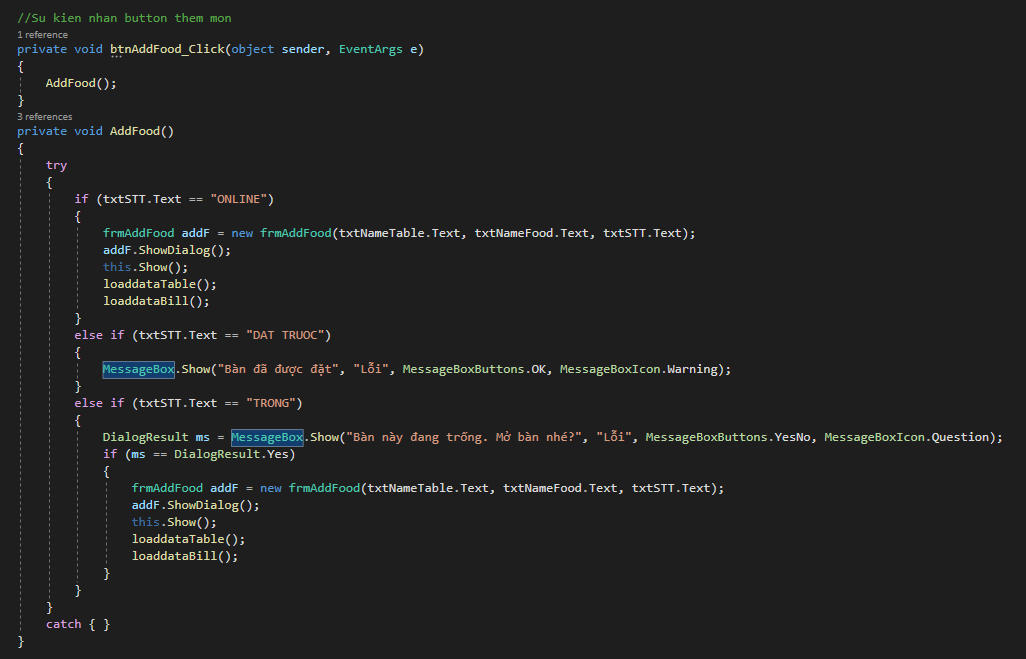 //Su kien nhan button them mon
1 reference
private void btnAddFood_Click(object sender, EventArgs e)
{
AddFood();
}
3 references
private void AddFood()
{
try
{
if (txtSTT.Text == "ONLINE")
{
frmAddFood addF = new frmAddFood(txtNameTable.Text, txtNameFood.Text, txtSTT.Text);
addF.ShowDialog();
this.Show();
loaddataTable();
loaddataBill();
}
else if (txtSTT.Text == "DAT TRUOC")
{
MessageBox.Show("Bàn đã được đặt", "Lỗi", MessageBoxButtons.OK, MessageBoxIcon.Warning);
}
else if (txtSTT.Text == "TRONG")
{
DialogResult ms = MessageBox.Show("Bàn này đang trống. Mở bàn nhé?", "Lỗi", MessageBoxButtons.YesNo, MessageBoxIcon.Question);
if (ms == DialogResult.Yes)
{
frmAddFood addF = new frmAddFood(txtNameTable.Text, txtNameFood.Text, txtSTT.Text);
addF.ShowDialog();
this.Show();
loaddataTable();
loaddataBill();
}
}
}
catch { }
}